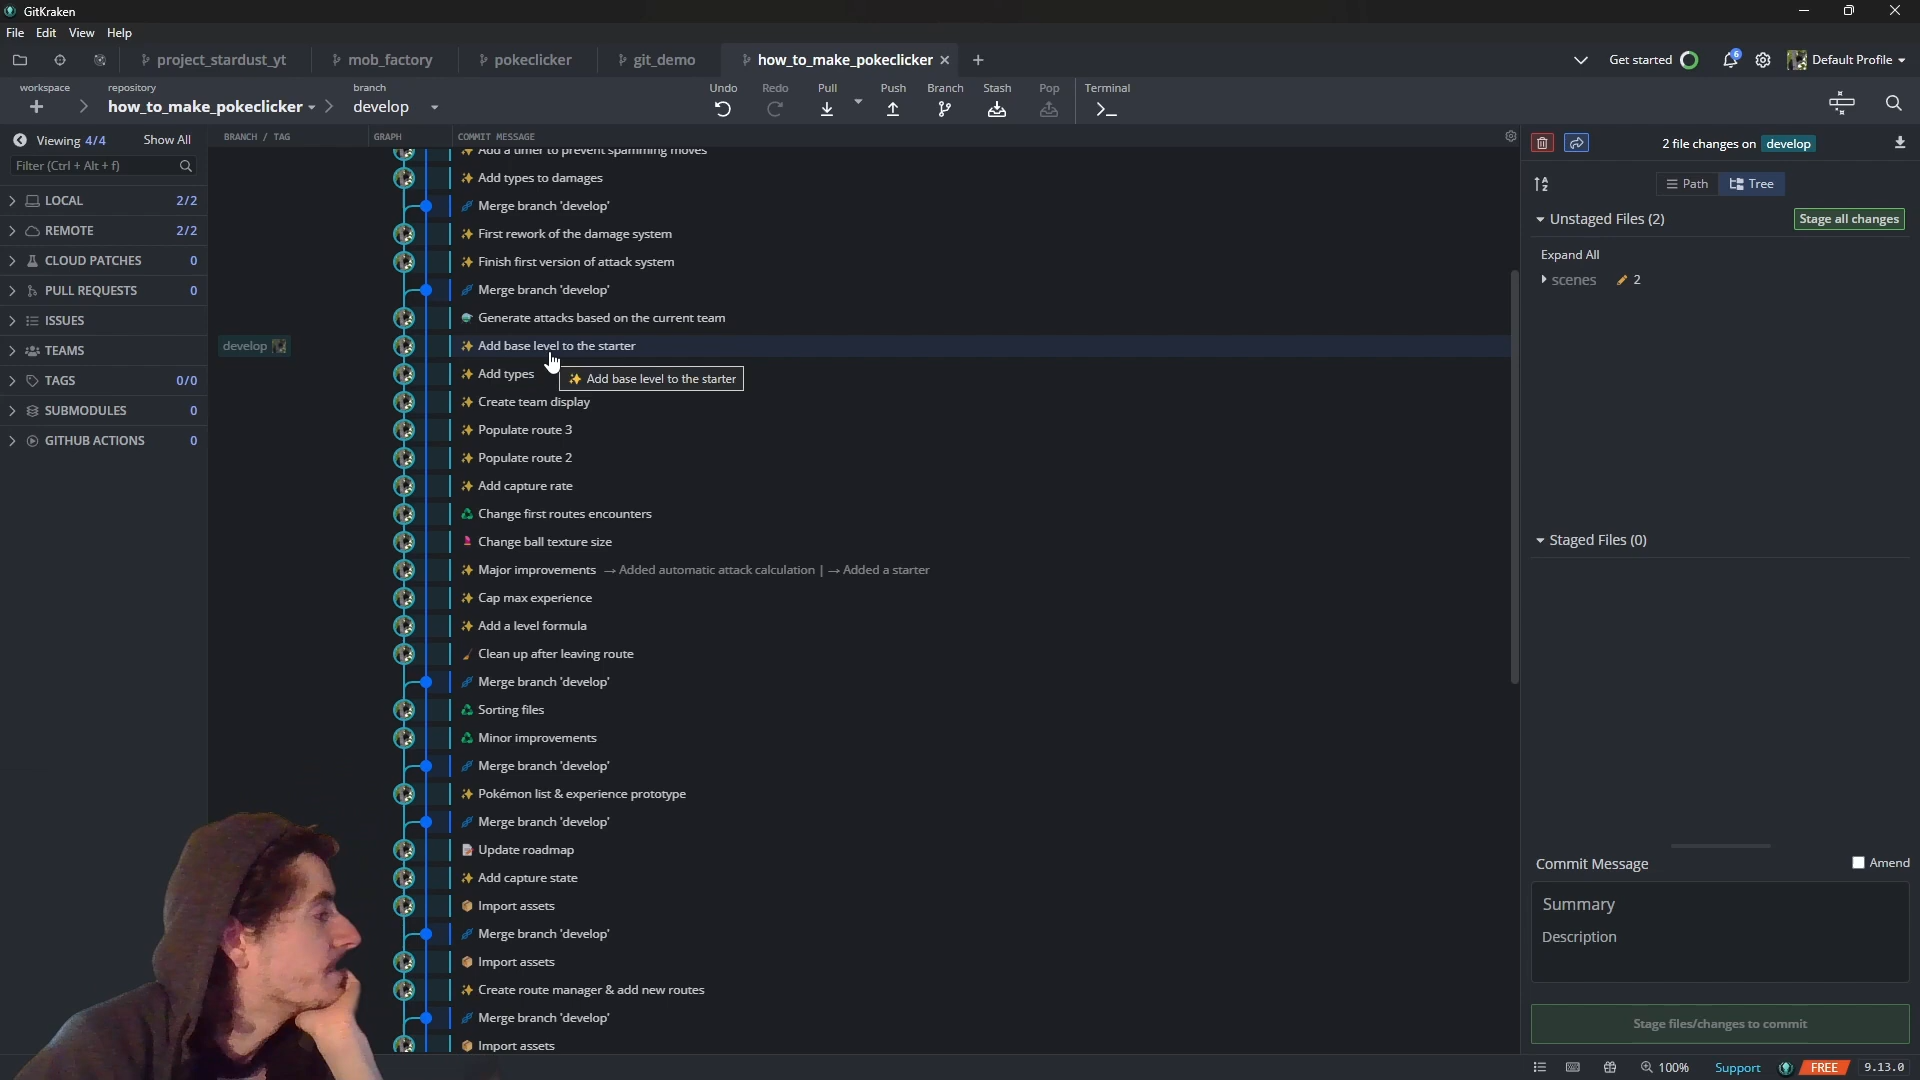 GitKraken
File Edit View Help
project_stardust_yt mob_factory pokeclicker git_demo how_to_make_pokeclicker Get started 6 Default Profile
workspace repository branch Undo Redo Pull Push Branch Stash Pop Terminal
how_to_make_pokeclicker develop
Viewing 4/4 Show All
Filter (Ctrl + Alt + f)
LOCAL 2/2
REMOTE 2/2
CLOUD PATCHES 0
PULL REQUESTS 0
ISSUES
TEAMS
TAGS 0/0
SUBMODULES 0
GITHUB ACTIONS 0
BRANCH / TAG GRAPH COMMIT MESSAGE
Add a timer to prevent spamming moves
Add types to damages
Merge branch 'develop'
First rework of the damage system
Finish first version of attack system
Merge branch 'develop'
Generate attacks based on the current team
develop Add base level to the starter
Add types
Add base level to the starter
Create team display
Populate route 3
Populate route 2
Add capture rate
Change first routes encounters
Change ball texture size
Major improvements → Added automatic attack calculation | → Added a starter
Cap max experience
Add a level formula
Clean up after leaving route
Merge branch 'develop'
Sorting files
Minor improvements
Merge branch 'develop'
Pokémon list & experience prototype
Merge branch 'develop'
Update roadmap
Add capture state
Import assets
Merge branch 'develop'
Import assets
Create route manager & add new routes
Merge branch 'develop'
Import assets
2 file changes on develop
Path Tree
Unstaged Files (2) Stage all changes
Expand All
scenes 2
Staged Files (0)
Commit Message Amend
Summary
Description
Stage files/changes to commit
100% Support FREE 9.13.0